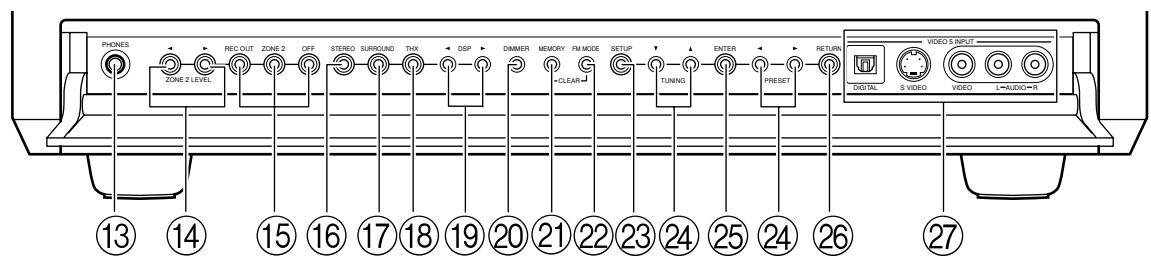 PHONES
◄ ►
ZONE 2 LEVEL
REC OUT ZONE 2 OFF
STEREO SURROUND THX
◄ DSP ►
DIMMER MEMORY FM MODE
-CLEAR
SETUP
▼ ▲
TUNING
ENTER
◄ ►
PRESET
RETURN
VIDEO 5 INPUT
DIGITAL S VIDEO VIDEO L–AUDIO–R
13 14 15 16 17 18 19 20 21 22 23 24 25 24 26 27